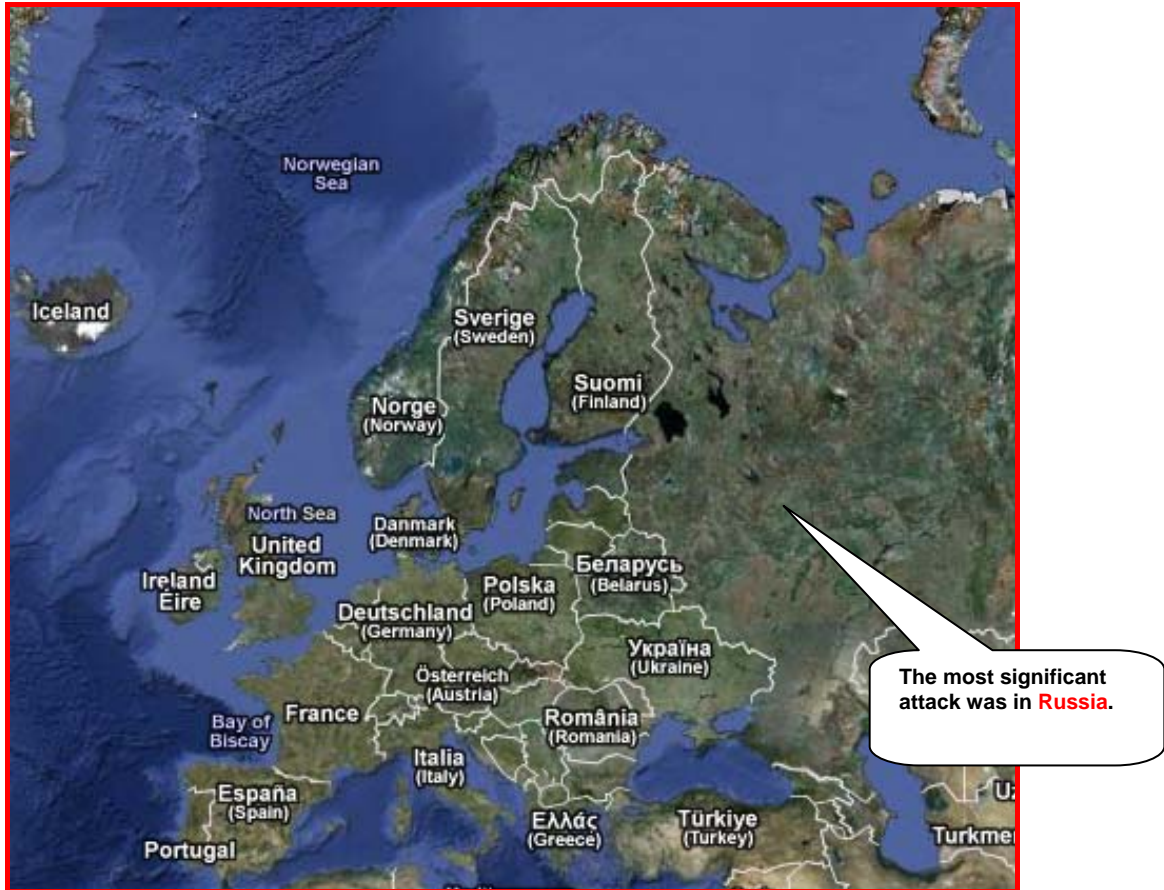 Norwegian
Sea
Iceland
Sverige
(Sweden)
Suomi
(Finland)
Norge
(Norway)
North Sea
Danmark
(Denmark)
United
Kingdom
Ireland
Éire
Беларусь
(Belarus)
Polska
(Poland)
Deutschland
(Germany)
Україна
(Ukraine)
The most significant
attack was in Russia.
Österreich
(Austria)
France
Bay of
Biscay
România
(Romania)
Italia
(Italy)
España
(Spain)
Ελλάς
(Greece)
Türkiye
(Turkey)
Portugal
Uz
Turkme